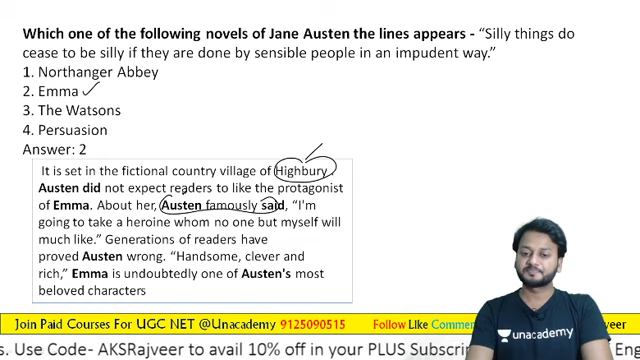 Which one of the following novels of Jane Austen the lines appears - “Silly things do
cease to be silly if they are done by sensible people in an impudent way.”
1. Northanger Abbey
2. Emma
3. The Watsons
4. Persuasion
Answer: 2
It is set in the fictional country village of Highbury.
Austen did not expect readers to like the protagonist
of Emma. About her, Austen famously said, “I'm
going to take a heroine whom no one but myself will
much like.” Generations of readers have
proved Austen wrong. “Handsome, clever and
rich,” Emma is undoubtedly one of Austen's most
beloved characters
unacademy
Join Paid Courses For UGC NET @Unacademy 9125090515 Follow Like Comme
s. Use Code- AKSRajveer to avail 10% off in your PLUS Subscrip